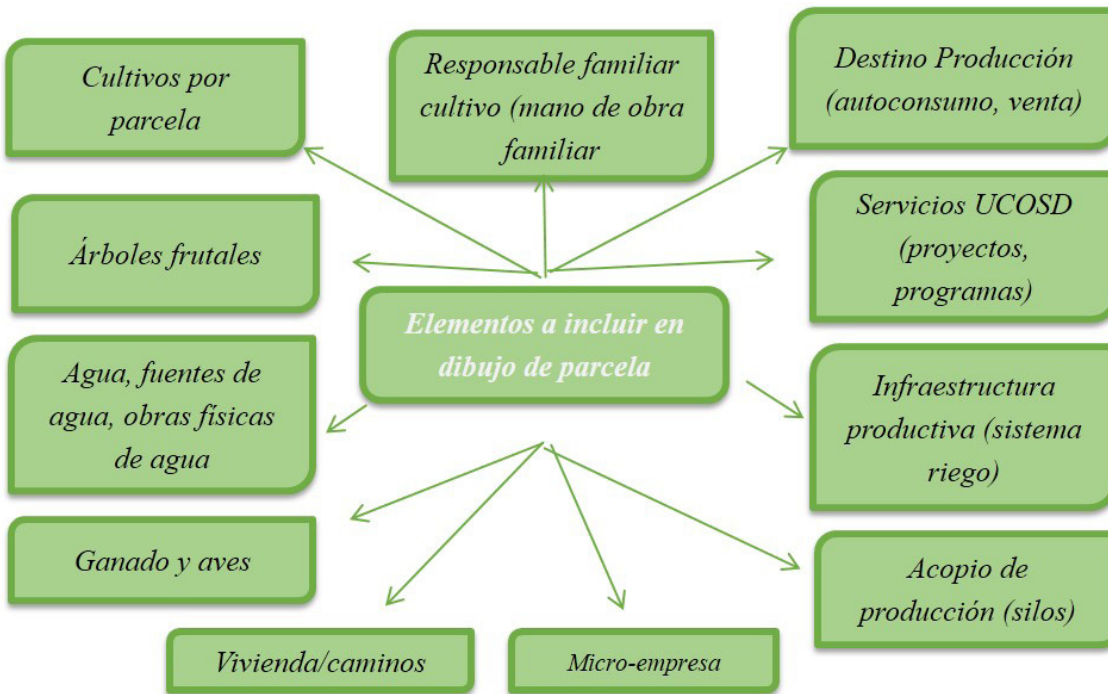 Cultivos por
parcela
Responsable familiar
cultivo (mano de obra
familiar
Destino Producción
(autoconsumo, venta)
Árboles frutales
Servicios UCOSD
(proyectos,
programas)
Elementos a incluir en
dibujo de parcela
Agua, fuentes de
agua, obras físicas
de agua
Infraestructura
productiva (sistema
riego)
Ganado y aves
Acopio de
producción (silos)
Vivienda/caminos
Micro-empresa